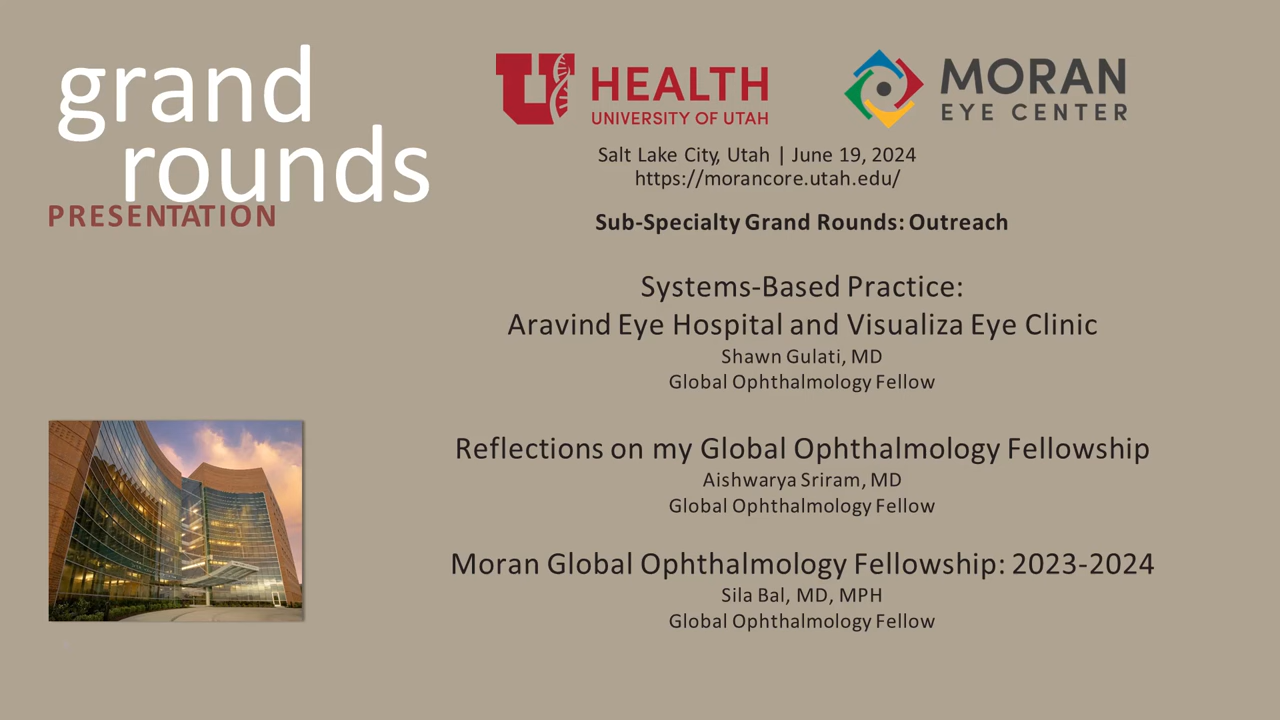 grand
rounds
PRESENTATION
U HEALTH
UNIVERSITY OF UTAH
MORAN
EYE CENTER
Salt Lake City, Utah | June 19, 2024
https://morancore.utah.edu/
Sub-Specialty Grand Rounds: Outreach
Systems-Based Practice:
Aravind Eye Hospital and Visualiza Eye Clinic
Shawn Gulati, MD
Global Ophthalmology Fellow
Reflections on my Global Ophthalmology Fellowship
Aishwarya Sriram, MD
Global Ophthalmology Fellow
Moran Global Ophthalmology Fellowship: 2023-2024
Sila Bal, MD, MPH
Global Ophthalmology Fellow